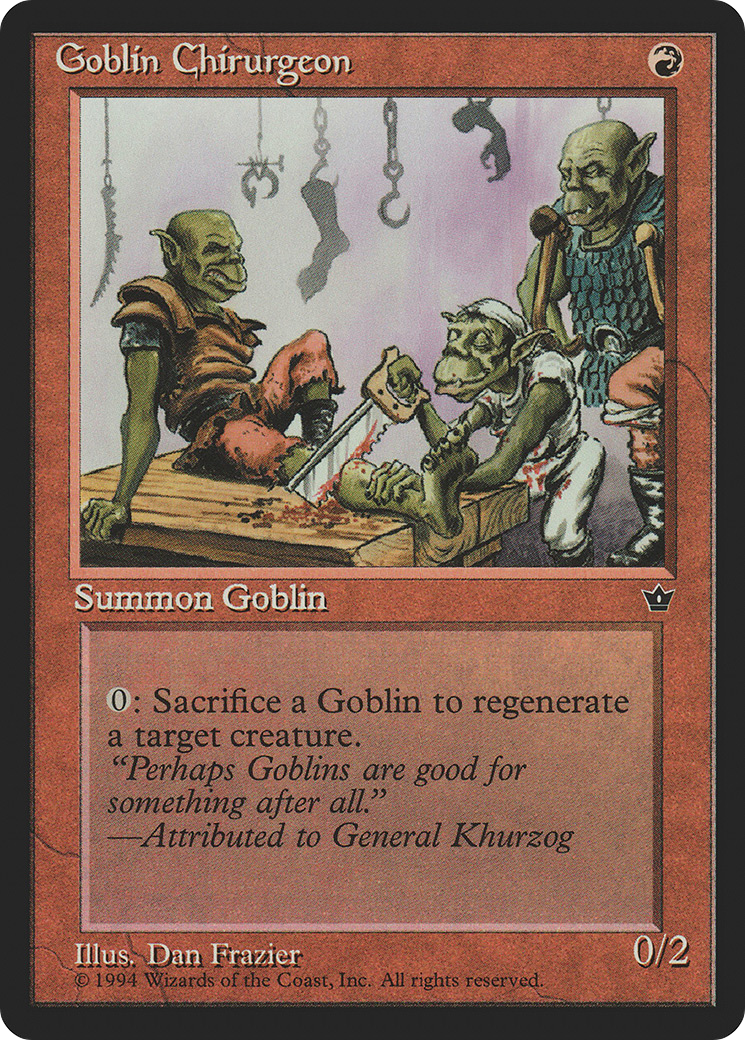 Goblin Chirurgeon
Summon Goblin
0: Sacrifice a Goblin to regenerate
a target creature.
“Perhaps Goblins are good for
something after all.”
—Attributed to General Khurzog
Illus. Dan Frazier
0/2
© 1994 Wizards of the Coast, Inc. All rights reserved.